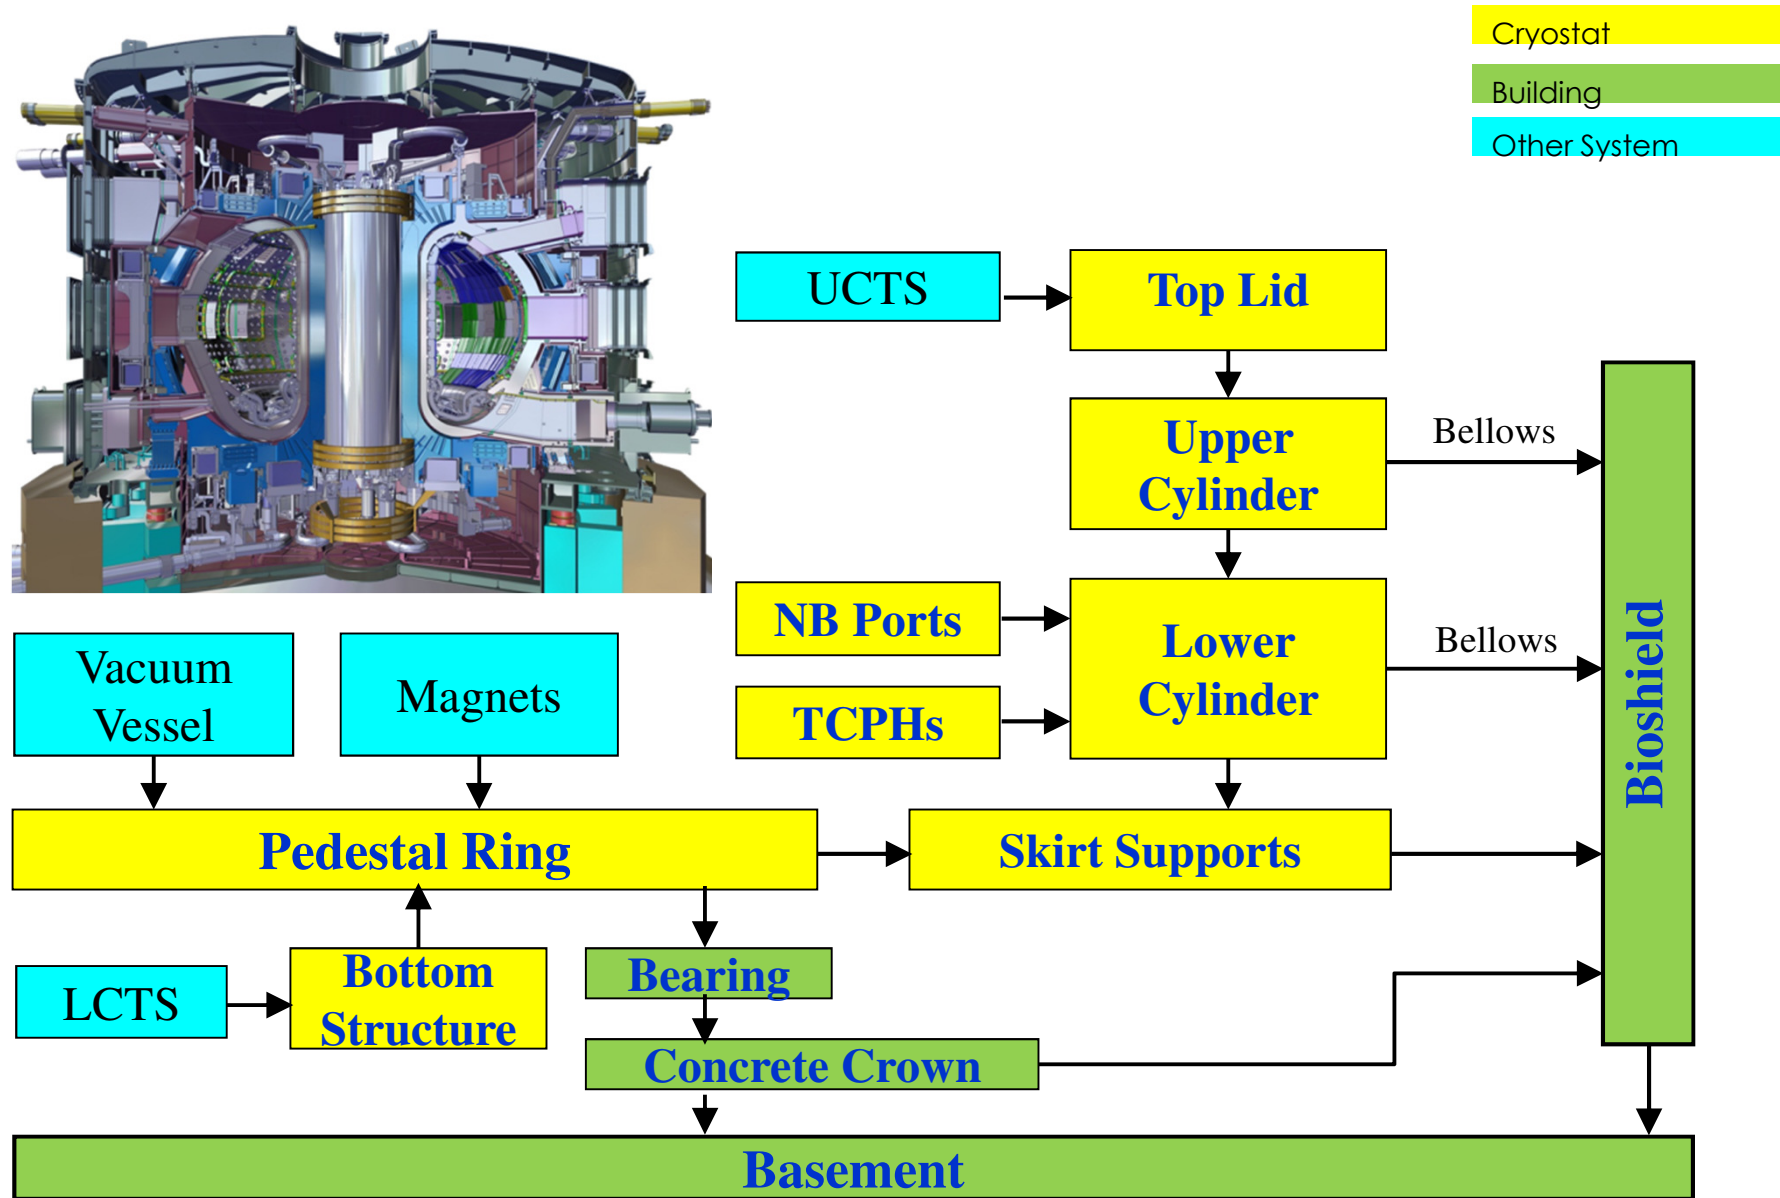 Cryostat
Building
Other System
UCTS
Top Lid
Upper
Cylinder
Bellows
NB Ports
TCPHs
Lower
Cylinder
Bellows
Bioshield
Vacuum
Vessel
Magnets
Pedestal Ring
Skirt Supports
LCTS
Bottom
Structure
Bearing
Concrete Crown
Basement